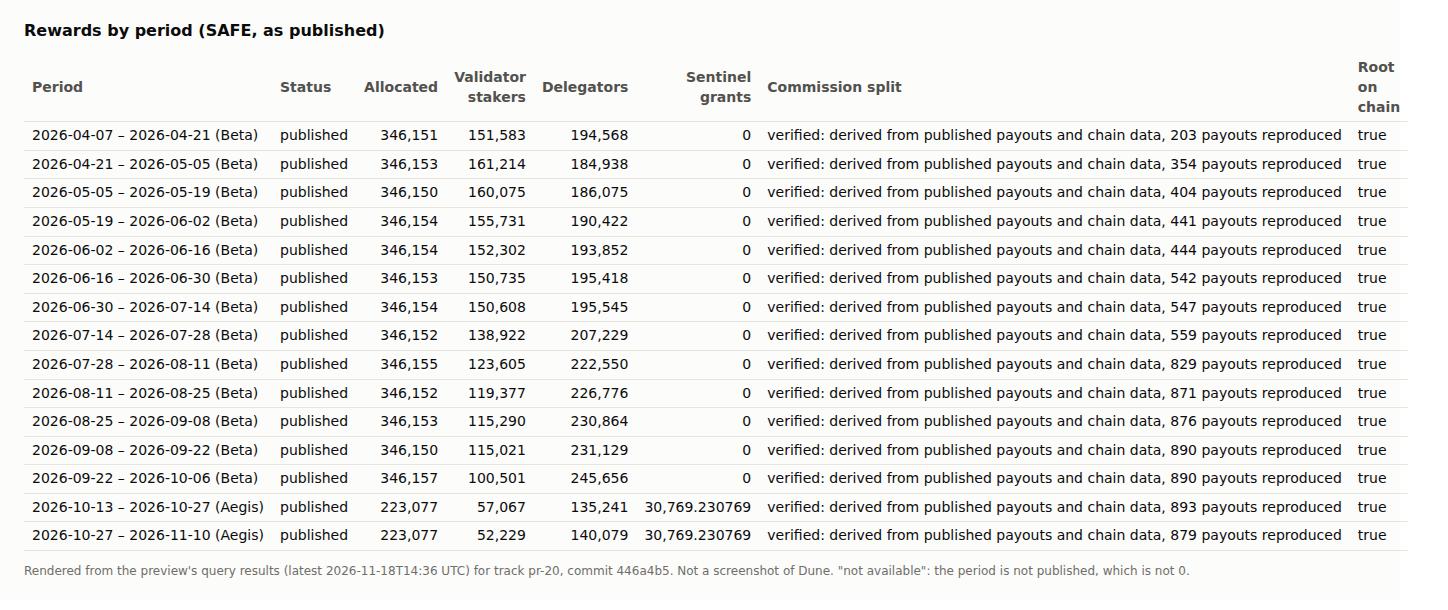 Rewards by period (SAFE, as published)
Period Status Allocated Validator stakers Delegators Sentinel grants Commission split Root on chain
2026-04-07 – 2026-04-21 (Beta) published 346,151 151,583 194,568 0 verified: derived from published payouts and chain data, 203 payouts reproduced true
2026-04-21 – 2026-05-05 (Beta) published 346,153 161,214 184,938 0 verified: derived from published payouts and chain data, 354 payouts reproduced true
2026-05-05 – 2026-05-19 (Beta) published 346,150 160,075 186,075 0 verified: derived from published payouts and chain data, 404 payouts reproduced true
2026-05-19 – 2026-06-02 (Beta) published 346,154 155,731 190,422 0 verified: derived from published payouts and chain data, 441 payouts reproduced true
2026-06-02 – 2026-06-16 (Beta) published 346,154 152,302 193,852 0 verified: derived from published payouts and chain data, 444 payouts reproduced true
2026-06-16 – 2026-06-30 (Beta) published 346,153 150,735 195,418 0 verified: derived from published payouts and chain data, 542 payouts reproduced true
2026-06-30 – 2026-07-14 (Beta) published 346,154 150,608 195,545 0 verified: derived from published payouts and chain data, 547 payouts reproduced true
2026-07-14 – 2026-07-28 (Beta) published 346,152 138,922 207,229 0 verified: derived from published payouts and chain data, 559 payouts reproduced true
2026-07-28 – 2026-08-11 (Beta) published 346,155 123,605 222,550 0 verified: derived from published payouts and chain data, 829 payouts reproduced true
2026-08-11 – 2026-08-25 (Beta) published 346,152 119,377 226,776 0 verified: derived from published payouts and chain data, 871 payouts reproduced true
2026-08-25 – 2026-09-08 (Beta) published 346,153 115,290 230,864 0 verified: derived from published payouts and chain data, 876 payouts reproduced true
2026-09-08 – 2026-09-22 (Beta) published 346,150 115,021 231,129 0 verified: derived from published payouts and chain data, 890 payouts reproduced true
2026-09-22 – 2026-10-06 (Beta) published 346,157 100,501 245,656 0 verified: derived from published payouts and chain data, 890 payouts reproduced true
2026-10-13 – 2026-10-27 (Aegis) published 223,077 57,067 135,241 30,769.230769 verified: derived from published payouts and chain data, 893 payouts reproduced true
2026-10-27 – 2026-11-10 (Aegis) published 223,077 52,229 140,079 30,769.230769 verified: derived from published payouts and chain data, 879 payouts reproduced true
Rendered from the preview's query results (latest 2026-11-18T14:36 UTC) for track pr-20, commit 446a4b5. Not a screenshot of Dune. "not available": the period is not published, which is not 0.